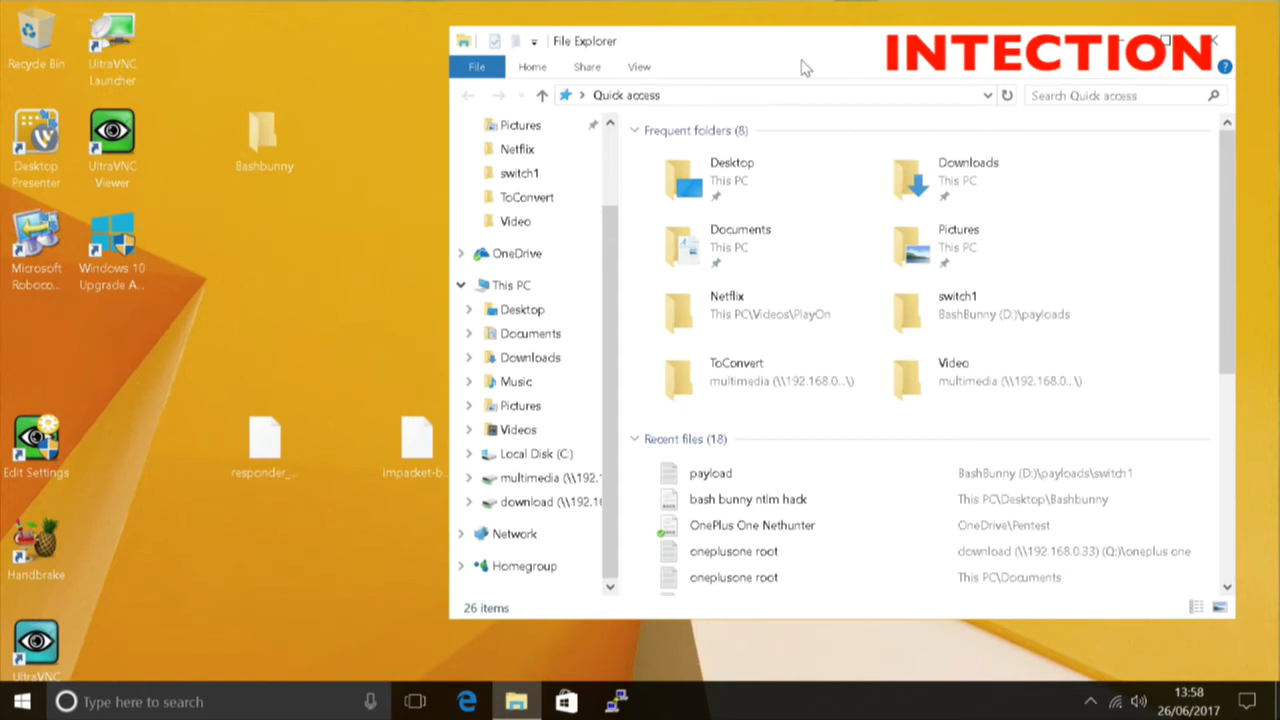 INTECTION
File Explorer
File
Home
Share
View
Quick access
Search Quick access
Recycle Bin
UltraVNC
Launcher
Desktop
Presenter
UltraVNC
Viewer
Bashbunny
Microsoft
Roboco...
Windows 10
Upgrade A...
Edit Settings
responder_...
impacket-b...
Handbrake
UltraVNC
Pictures
Netflix
switch1
ToConvert
Video
OneDrive
This PC
Desktop
Documents
Downloads
Music
Pictures
Videos
Local Disk (C:)
multimedia (\\192.
download (\\192.16
Network
Homegroup
Frequent folders (8)
Desktop
This PC
Downloads
This PC
Documents
This PC
Pictures
This PC
Netflix
This PC\Videos\PlayOn
switch1
BashBunny (D:)\payloads
ToConvert
multimedia (\\192.168.0...\)
Video
multimedia (\\192.168.0...\)
Recent files (18)
payload BashBunny (D:)\payloads\switch1
bash bunny ntlm hack This PC\Desktop\Bashbunny
OnePlus One Nethunter OneDrive\Pentest
oneplusone root download (\\192.168.0.33) (Q:)\oneplus one
oneplusone root This PC\Documents
26 items
Type here to search
13:58
26/06/2017